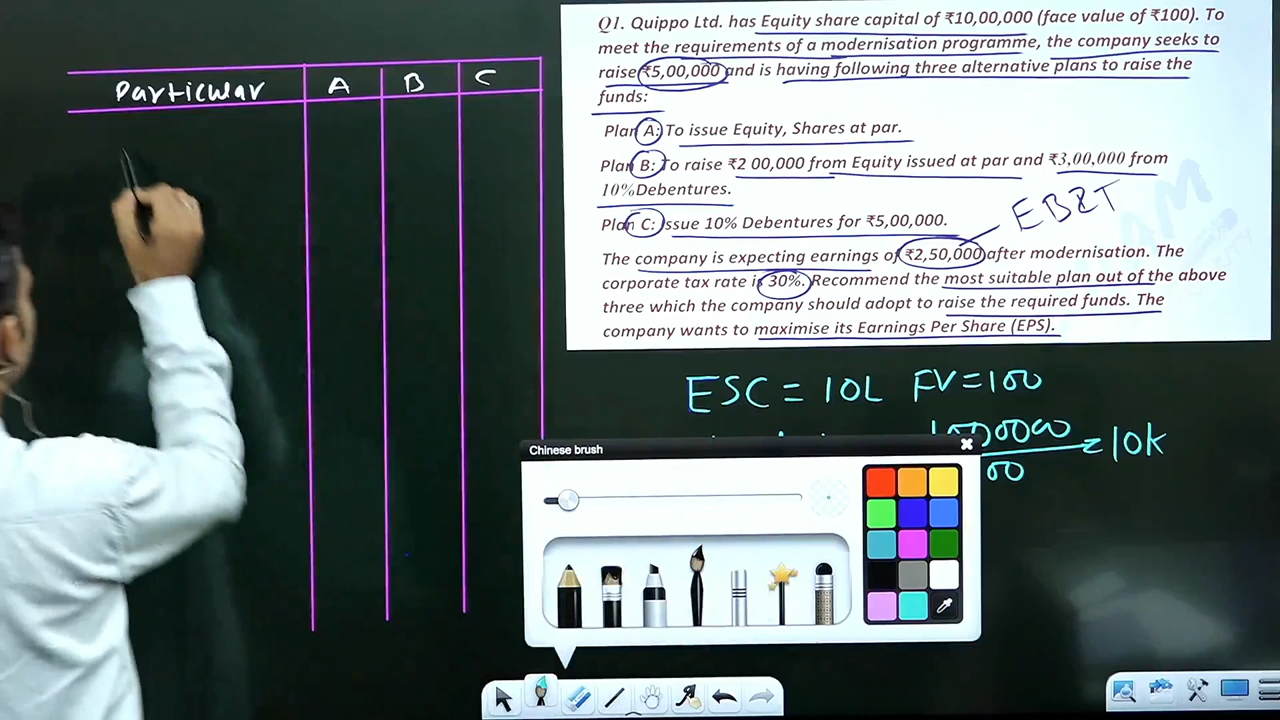 Particular A B C
Q1. Quippo Ltd. has Equity share capital of ₹10,00,000 (face value of ₹100). To
meet the requirements of a modernisation programme, the company seeks to
raise ₹5,00,000 and is having following three alternative plans to raise the
funds:
Plan A: To issue Equity, Shares at par.
Plan B: To raise ₹2 00,000 from Equity issued at par and ₹3,00,000 from
10%Debentures.
Plan C: Issue 10% Debentures for ₹5,00,000.
EBIT
The company is expecting earnings of ₹2,50,000 after modernisation. The
corporate tax rate is 30%. Recommend the most suitable plan out of the above
three which the company should adopt to raise the required funds. The
company wants to maximise its Earnings Per Share (EPS).
ESC = 10L FV=100
= 10K
Chinese brush